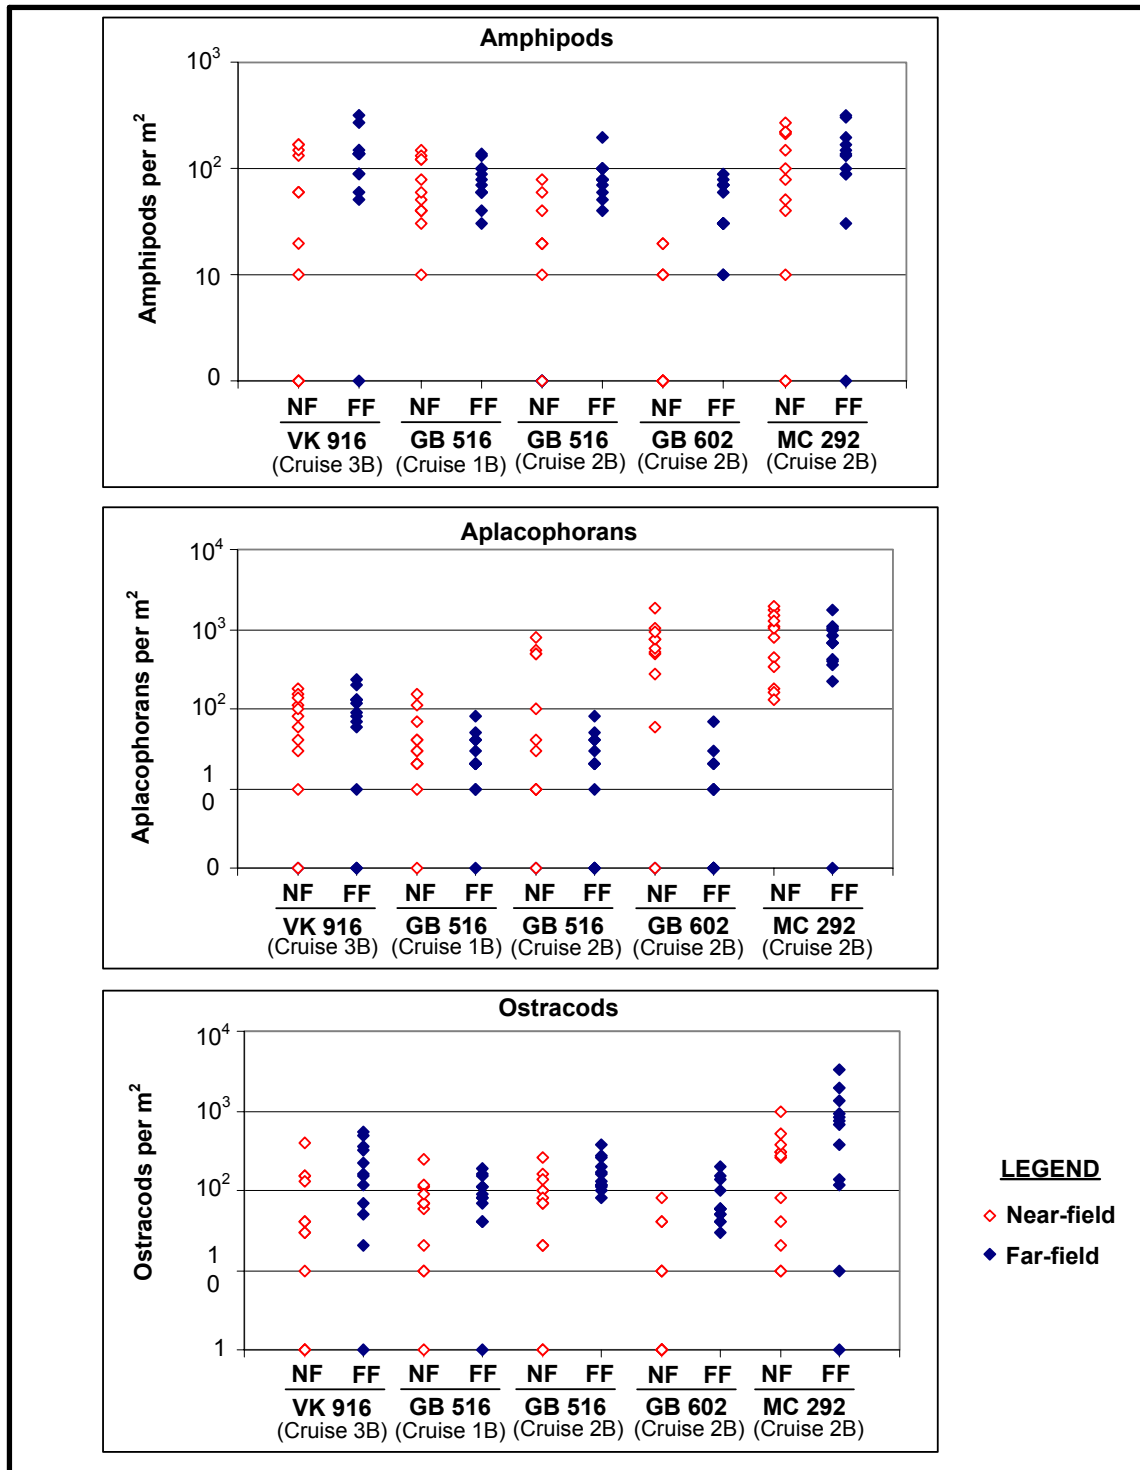 Amphipods
Amphipods per m²
10³
10²
10
0
NF FF NF FF NF FF NF FF NF FF
VK 916 GB 516 GB 516 GB 602 MC 292
(Cruise 3B) (Cruise 1B) (Cruise 2B) (Cruise 2B) (Cruise 2B)
Aplacophorans
Aplacophorans per m²
10⁴
10³
10²
1
0
0
NF FF NF FF NF FF NF FF NF FF
VK 916 GB 516 GB 516 GB 602 MC 292
(Cruise 3B) (Cruise 1B) (Cruise 2B) (Cruise 2B) (Cruise 2B)
Ostracods
Ostracods per m²
10⁴
10³
10²
1
0
1
NF FF NF FF NF FF NF FF NF FF
VK 916 GB 516 GB 516 GB 602 MC 292
(Cruise 3B) (Cruise 1B) (Cruise 2B) (Cruise 2B) (Cruise 2B)
LEGEND
Near-field
Far-field